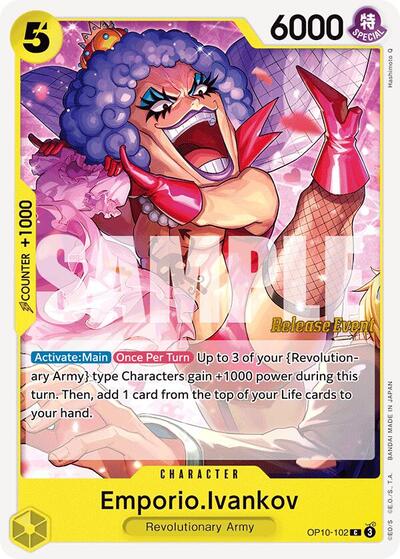 5
6000
特
SPECIAL
Hashimoto Q
COUNTER +1000
SAMPLE
Release Event
Activate:Main Once Per Turn Up to 3 of your {Revolution-
ary Army} type Characters gain +1000 power during this
turn. Then, add 1 card from the top of your Life cards to
your hand.
©E.O/S ©E.O./S., T.A. BANDAI MADE IN JAPAN
CHARACTER
Emporio.Ivankov
Revolutionary Army
OP10-102 C 3